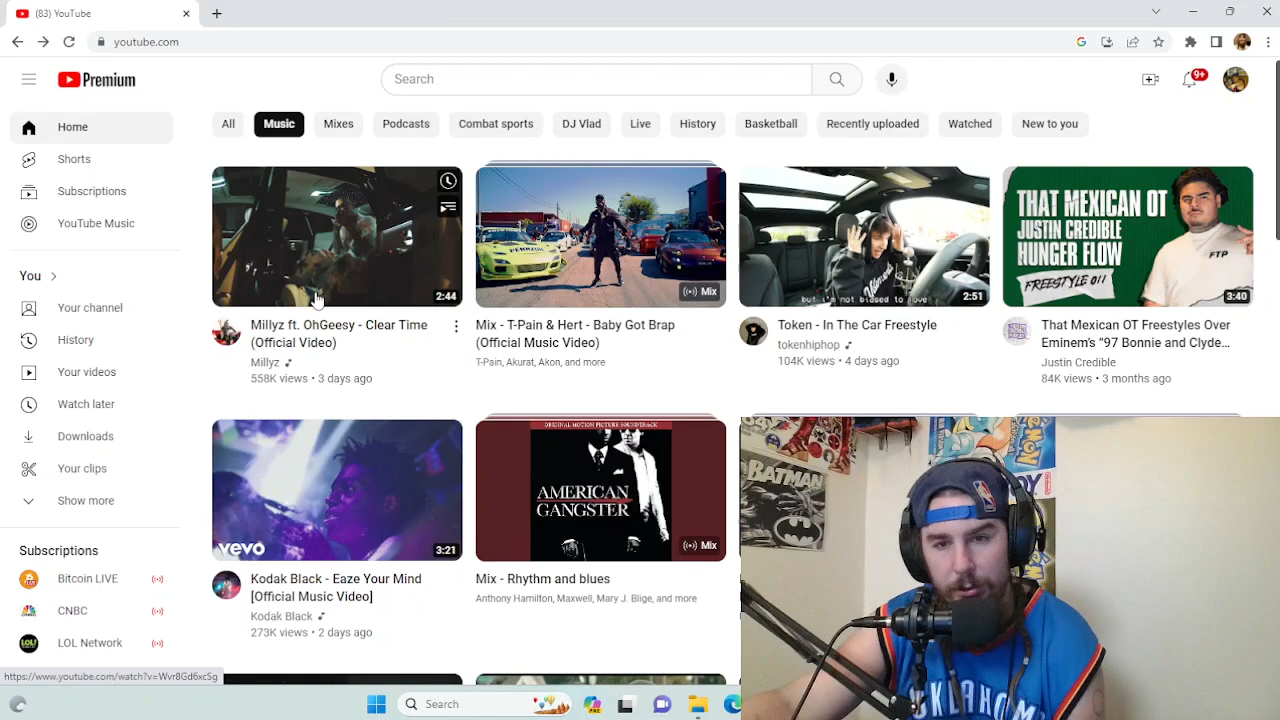 (83) YouTube
youtube.com
Premium
Search
9+
Home
Shorts
Subscriptions
YouTube Music
You
Your channel
History
Your videos
Watch later
Downloads
Your clips
Show more
Subscriptions
Bitcoin LIVE
CNBC
LOL Network
https://www.youtube.com/watch?v=Wvr8Gd6xcSg
All
Music
Mixes
Podcasts
Combat sports
DJ Vlad
Live
History
Basketball
Recently uploaded
Watched
New to you
2:44
Millyz ft. OhGeesy - Clear Time
(Official Video)
Millyz
558K views • 3 days ago
Mix
Mix - T-Pain & Hert - Baby Got Brap
(Official Music Video)
T-Pain, Akurat, Akon, and more
but i'm not biased to love
2:51
Token - In The Car Freestyle
tokenhiphop
104K views • 4 days ago
THAT MEXICAN OT
JUSTIN CREDIBLE
HUNGER FLOW
FREESTYLE 011
FTP
3:40
That Mexican OT Freestyles Over
Eminem's "97 Bonnie and Clyde...
Justin Credible
84K views • 3 months ago
vevo
3:21
Kodak Black - Eaze Your Mind
[Official Music Video]
Kodak Black
273K views • 2 days ago
ORIGINAL MOTION PICTURE SOUNDTRACK
AMERICAN
GANGSTER
Mix
Mix - Rhythm and blues
Anthony Hamilton, Maxwell, Mary J. Blige, and more
BATMAN
OKLAHOMA
Search